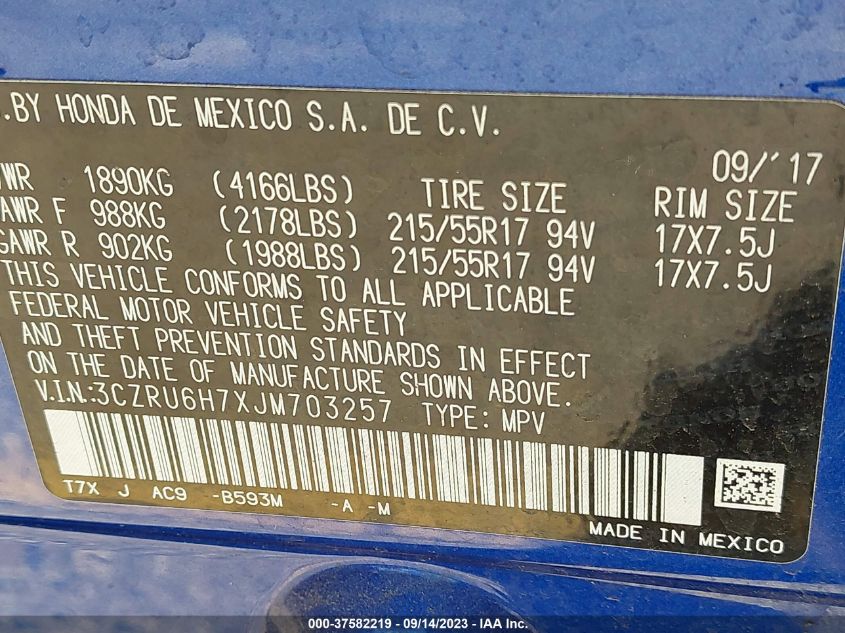 .BY HONDA DE MEXICO S.A. DE C.V.
09/'17
WR 1890KG (4166LBS) TIRE SIZE RIM SIZE
AWR F 988KG (2178LBS) 215/55R17 94V 17X7.5J
GAWR R 902KG (1988LBS) 215/55R17 94V 17X7.5J
THIS VEHICLE CONFORMS TO ALL APPLICABLE
FEDERAL MOTOR VEHICLE SAFETY
AND THEFT PREVENTION STANDARDS IN EFFECT
ON THE DATE OF MANUFACTURE SHOWN ABOVE.
V.I.N.:3CZRU6H7XJM703257 TYPE: MPV
T7X J AC9 -B593M -A -M
MADE IN MEXICO
000-37582219 - 09/14/2023 - IAA Inc.